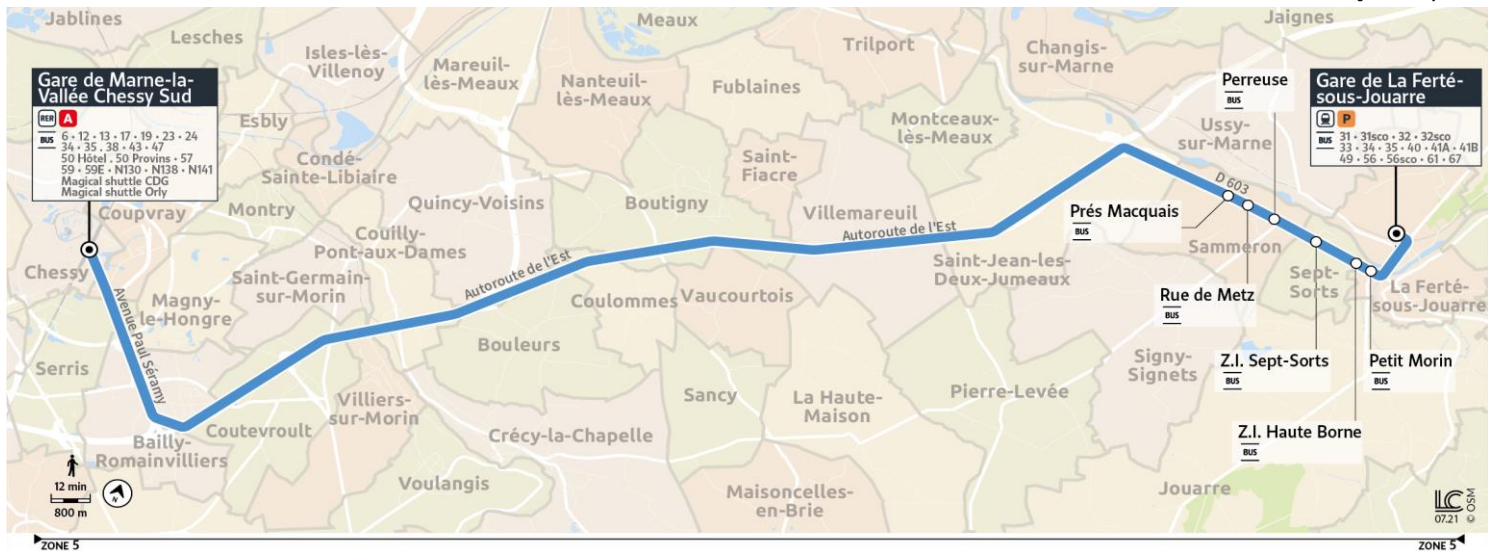 Jablines
Lesches
Isles-lès-
Villenoy
Mareuil-
lès-Meaux
Meaux
Nanteuil-
lès-Meaux
Fublaines
Trilport
Changis-
sur-Marne
Jaignes
Gare de Marne-la-
Vallée Chessy Sud
RER A
BUS
6 • 12 • 13 • 17 • 19 • 23 • 24
34 • 35 . 38 • 43 • 47
50 Hôtel . 50 Provins • 57
59 • 59E • N130 • N138 • N141
Magical shuttle CDG
Magical shuttle Orly
Esbly
Condé-
Sainte-Libiaire
Montceaux-
lès-Meaux
Saint-
Fiacre
Perreuse
BUS
Ussy-
sur-Marne
Gare de La Ferté-
sous-Jouarre
P
BUS
31 • 31sco • 32 • 32sco
33 • 34 • 35 • 40 • 41A • 41B
49 • 56 • 56sco • 61 • 67
Coupvray
Montry
Quincy-Voisins
Boutigny
Villemareuil
D 603
Prés Macquais
BUS
Couilly-
Pont-aux-Dames
Autoroute de l'Est
Autoroute de l'Est
Sammeron
Chessy
Saint-Germain-
sur-Morin
Saint-Jean-les-
Deux-Jumeaux
Sept-
Sorts
La Ferté-
sous-Jouarre
Magny-
le-Hongre
Avenue Paul Séramy
Coulommes
Vaucourtois
Rue de Metz
BUS
Serris
Bouleurs
Signy-
Signets
Z.I. Sept-Sorts
BUS
Petit Morin
BUS
Villiers-
sur-Morin
Sancy
La Haute-
Maison
Pierre-Levée
Coutevroult
Bailly-
Romainvilliers
Crécy-la-Chapelle
Z.I. Haute Borne
BUS
Voulangis
Maisoncelles-
en-Brie
Jouarre
12 min
800 m
N
LC
07.21
© OSM
ZONE 5
ZONE 5